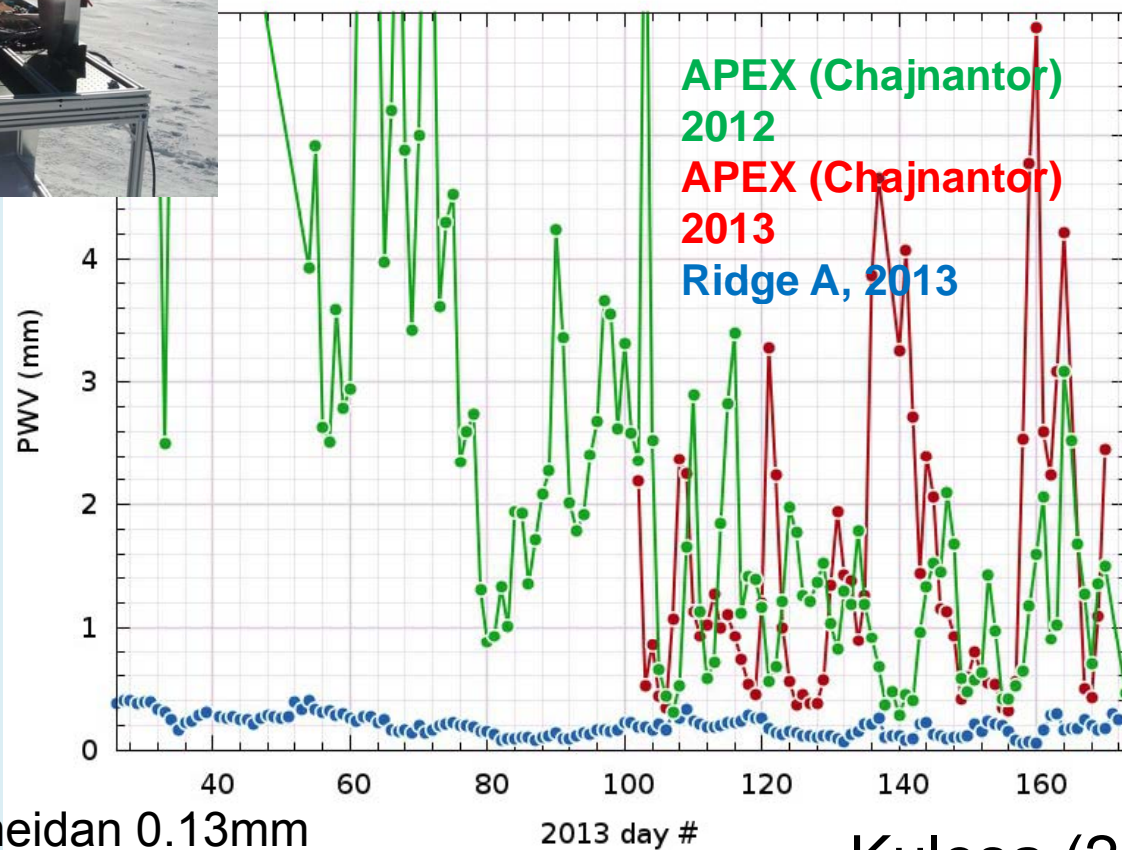 APEX (Chajnantor)
2012
APEX (Chajnantor)
2013
Ridge A, 2013
PWV (mm)
4
3
2
1
0
40 60 80 100 120 140 160
2013 day #
0.13mm